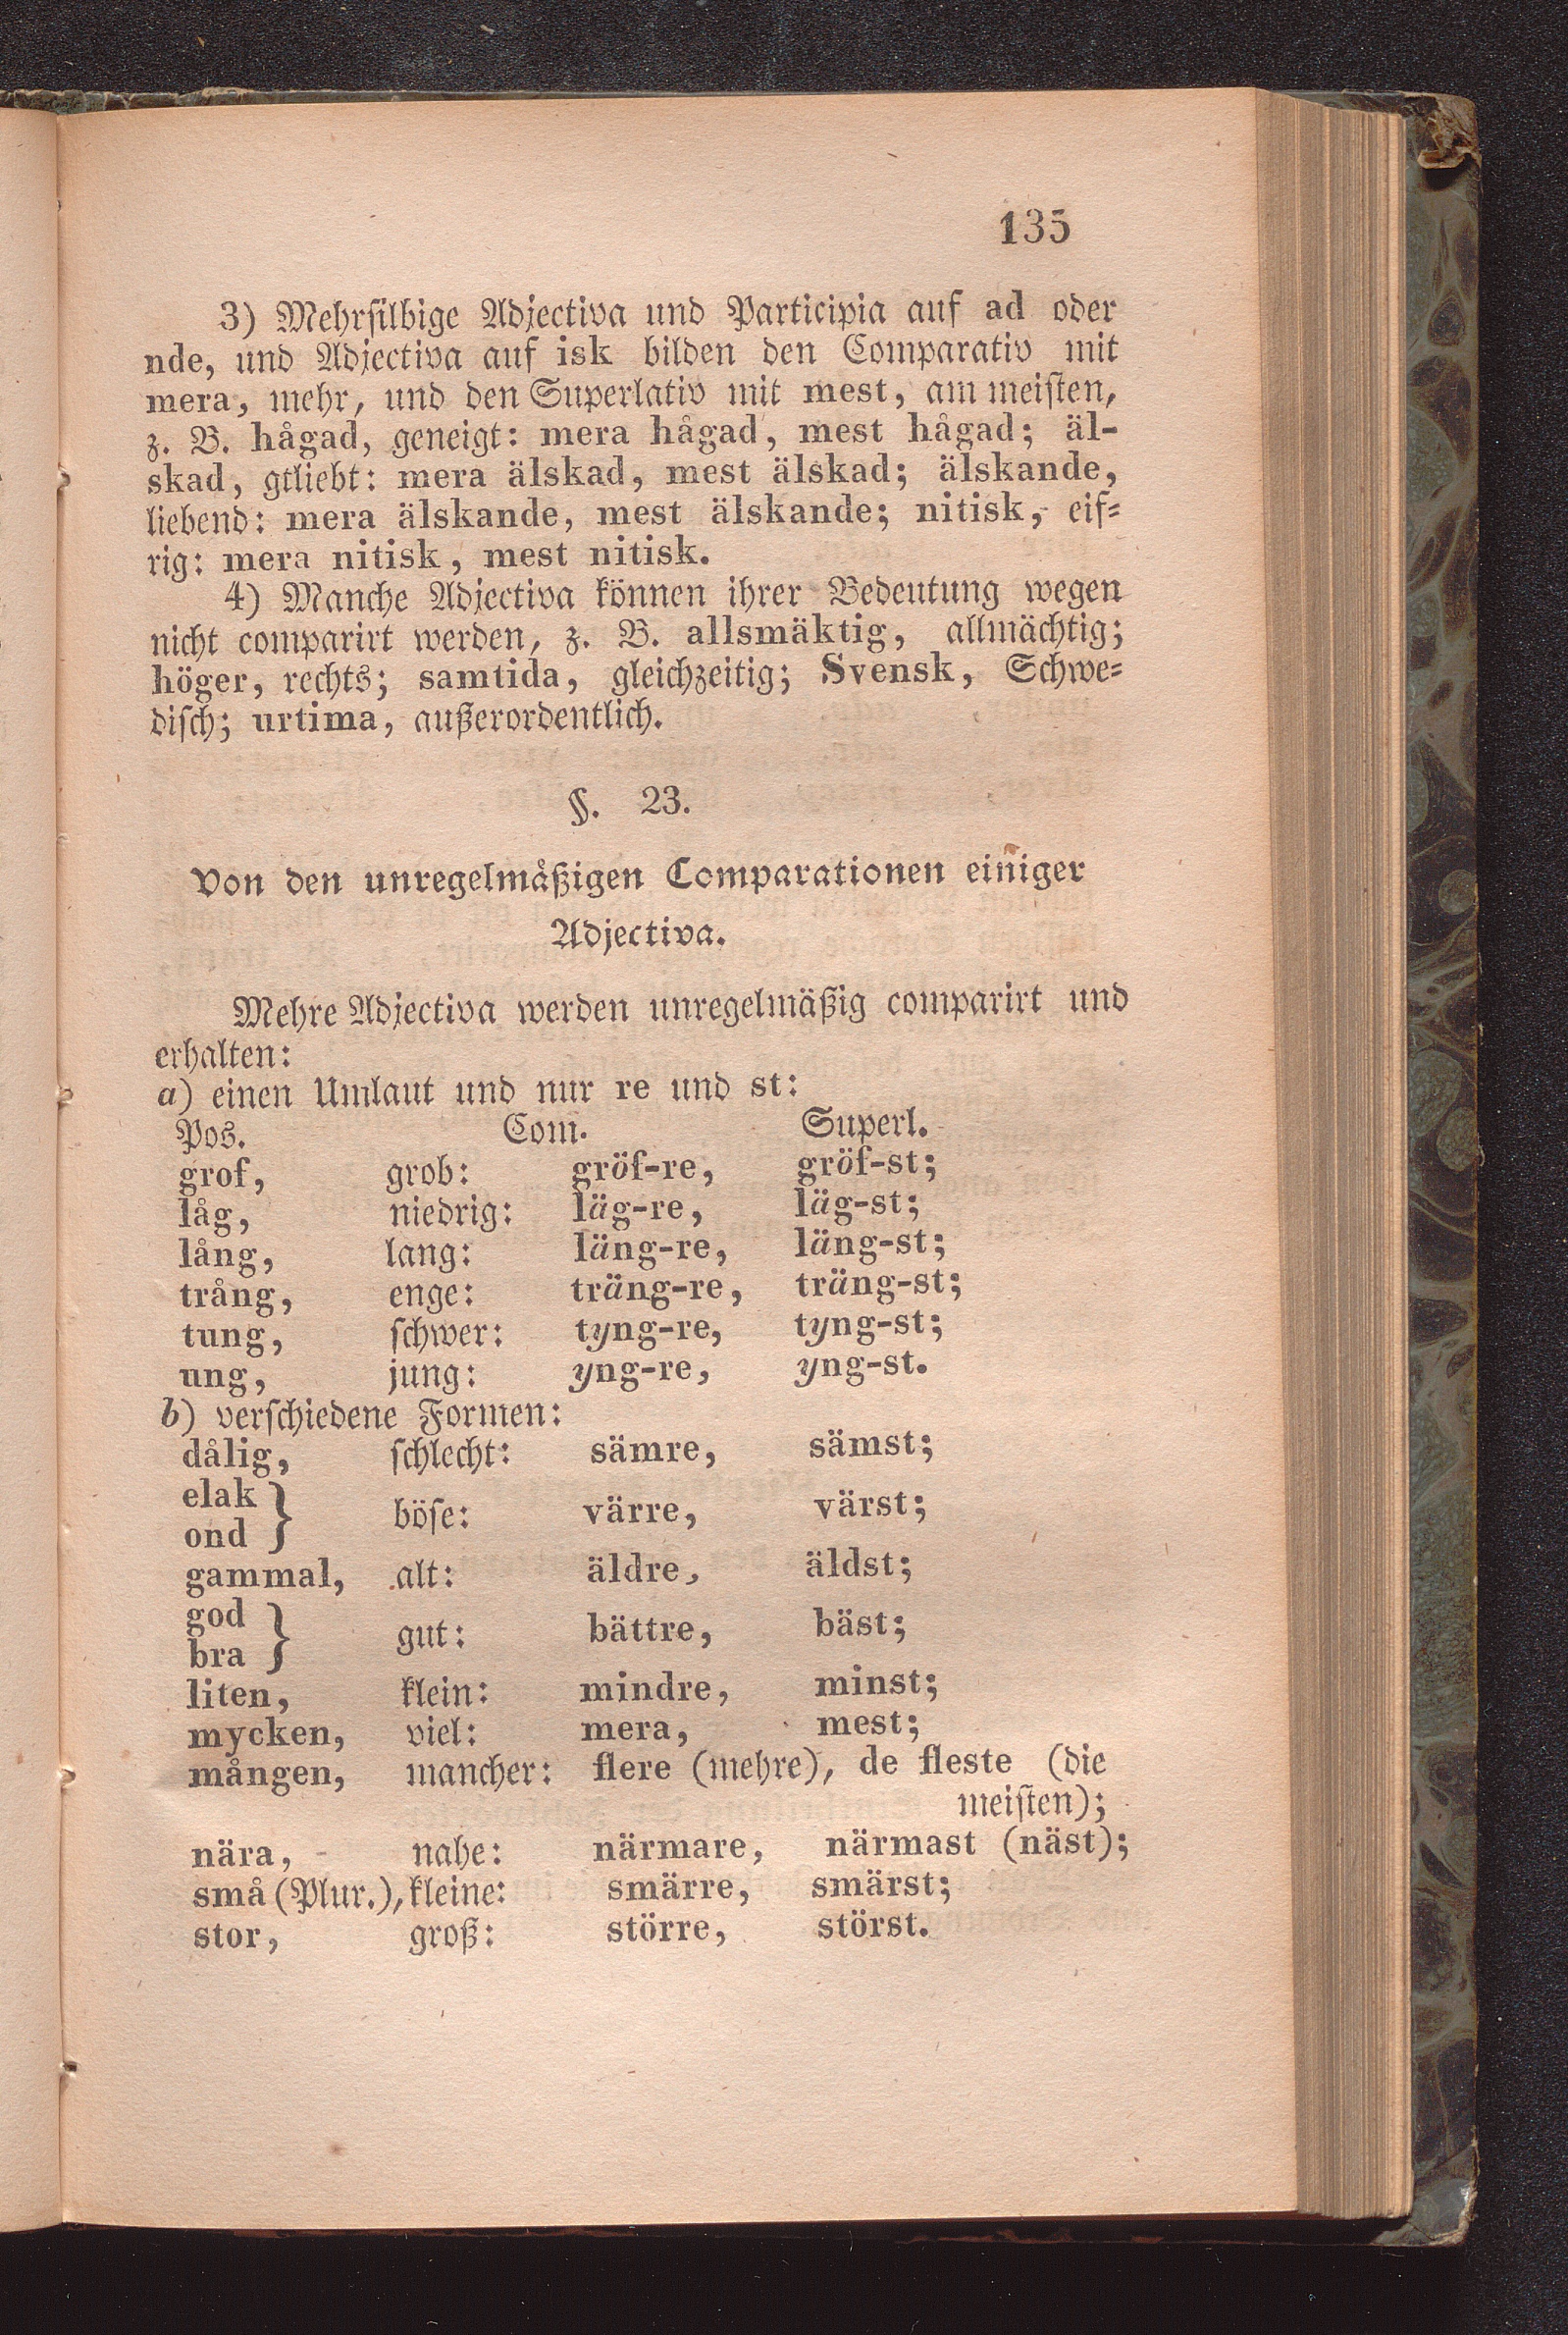 135
3) Mehrſilbige Adjectiva und Participia auf ad oder
nde, und Adjectiva auf isk bilden den Comparativ mit
mera, mehr, und den Superlativ mit mest, am meiſten,
z. B. hågad, geneigt: mera hågad, mest hågad; äl-
skad, gtliebt: mera älskad, mest älskad; älskande,
liebend: mera älskande, mest älskande; nitisk, eif-
rig: mera nitisk, mest nitisk.
4) Manche Adjectiva können ihrer Bedeutung wegen
nicht comparirt werden, z. B. allsmäktig, allmächtig;
höger, rechts; samtida, gleichzeitig; Svensk, Schwe-
diſch; urtima, außerordentlich.
§. 23.
Von den unregelmåßigen Comparationen einiger
Adjectiva.
Mehre Adjectiva werden unregelmäßig comparirt und
erhalten:
a) einen Umlaut und nur re und st:
Pos. Com. Superl.
grof, grob: gröf-re, gröf-st;
låg, niedrig: läg-re, läg-st;
lång, lang: läng-re, läng-st;
trång, enge: träng-re, träng-st;
tung, ſchwer: tyng-re, tyng-st;
ung, jung: yng-re, yng-st.
b) verſchiedene Formen:
dålig, ſchlecht: sämre, sämst;
elak
ond } böſe: värre, värst;
gammal, alt: äldre, äldst;
god
bra } gut: bättre, bäst;
liten, klein: mindre, minst;
mycken, viel: mera, mest;
mången, mancher: flere (mehre), de fleste (die
meiſten);
nära, nahe: närmare, närmast (näst);
små (Plur.), kleine: smärre, smärst;
stor, groß: större, störst.